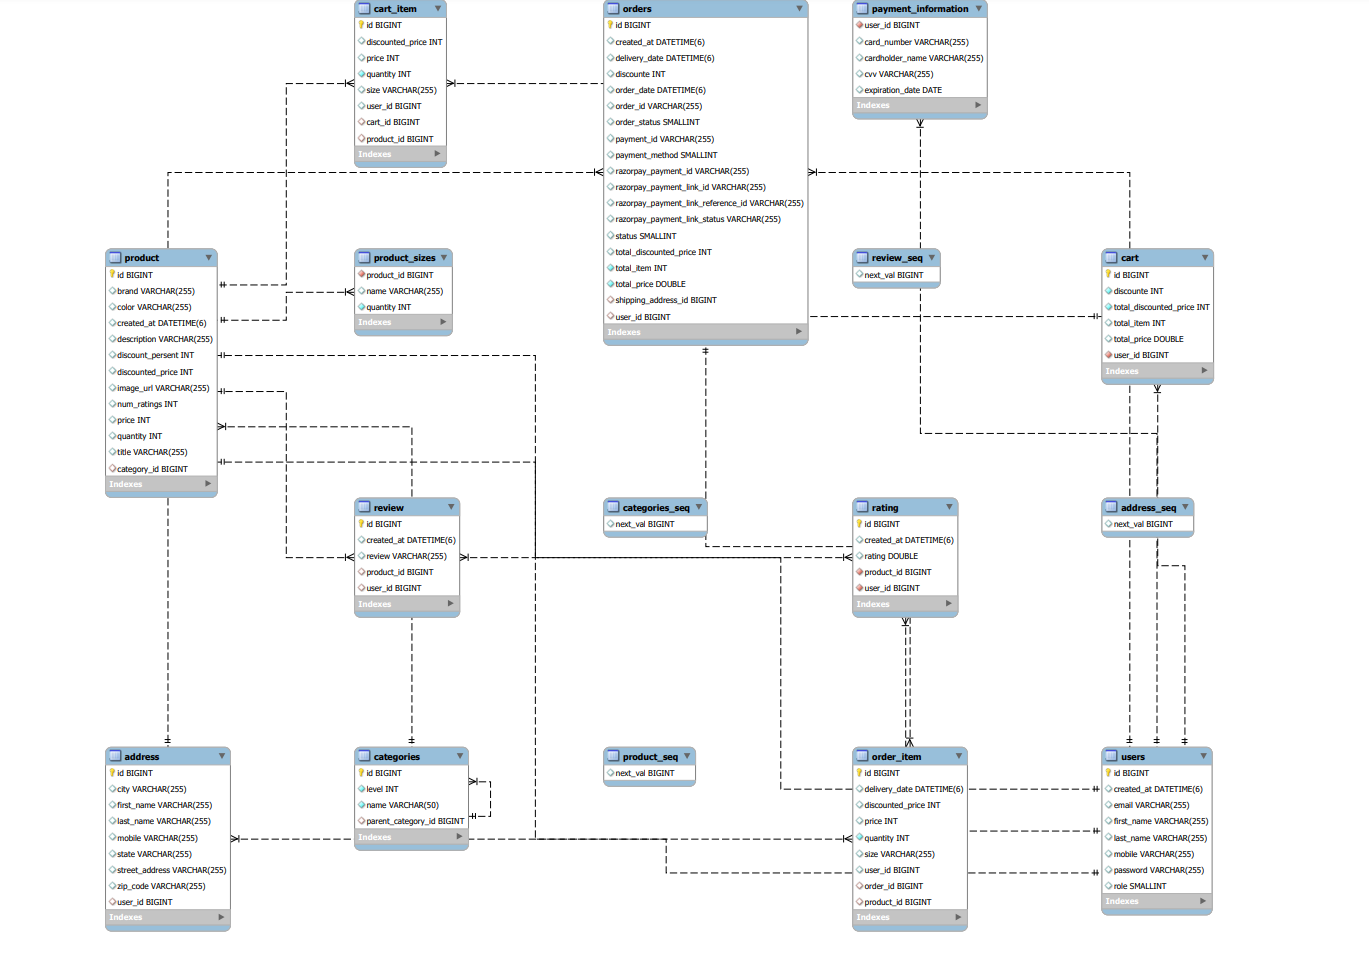 cart_item
id BIGINT
discounted_price INT
price INT
quantity INT
size VARCHAR(255)
user_id BIGINT
cart_id BIGINT
product_id BIGINT
Indexes
orders
id BIGINT
created_at DATETIME(6)
delivery_date DATETIME(6)
discounte INT
order_date DATETIME(6)
order_id VARCHAR(255)
order_status SMALLINT
payment_id VARCHAR(255)
payment_method SMALLINT
razorpay_payment_id VARCHAR(255)
razorpay_payment_link_id VARCHAR(255)
razorpay_payment_link_reference_id VARCHAR(255)
razorpay_payment_link_status VARCHAR(255)
status SMALLINT
total_discounted_price INT
total_item INT
total_price DOUBLE
shipping_address_id BIGINT
user_id BIGINT
Indexes
payment_information
user_id BIGINT
card_number VARCHAR(255)
cardholder_name VARCHAR(255)
cvv VARCHAR(255)
expiration_date DATE
Indexes
product
id BIGINT
brand VARCHAR(255)
color VARCHAR(255)
created_at DATETIME(6)
description VARCHAR(255)
discount_persent INT
discounted_price INT
image_url VARCHAR(255)
num_ratings INT
price INT
quantity INT
title VARCHAR(255)
category_id BIGINT
Indexes
product_sizes
product_id BIGINT
name VARCHAR(255)
quantity INT
Indexes
review_seq
next_val BIGINT
cart
id BIGINT
discounte INT
total_discounted_price INT
total_item INT
total_price DOUBLE
user_id BIGINT
Indexes
review
id BIGINT
created_at DATETIME(6)
review VARCHAR(255)
product_id BIGINT
user_id BIGINT
Indexes
categories_seq
next_val BIGINT
rating
id BIGINT
created_at DATETIME(6)
rating DOUBLE
product_id BIGINT
user_id BIGINT
Indexes
address_seq
next_val BIGINT
address
id BIGINT
city VARCHAR(255)
first_name VARCHAR(255)
last_name VARCHAR(255)
mobile VARCHAR(255)
state VARCHAR(255)
street_address VARCHAR(255)
zip_code VARCHAR(255)
user_id BIGINT
Indexes
categories
id BIGINT
level INT
name VARCHAR(50)
parent_category_id BIGINT
Indexes
product_seq
next_val BIGINT
order_item
id BIGINT
delivery_date DATETIME(6)
discounted_price INT
price INT
quantity INT
size VARCHAR(255)
user_id BIGINT
order_id BIGINT
product_id BIGINT
Indexes
users
id BIGINT
created_at DATETIME(6)
email VARCHAR(255)
first_name VARCHAR(255)
last_name VARCHAR(255)
mobile VARCHAR(255)
password VARCHAR(255)
role SMALLINT
Indexes